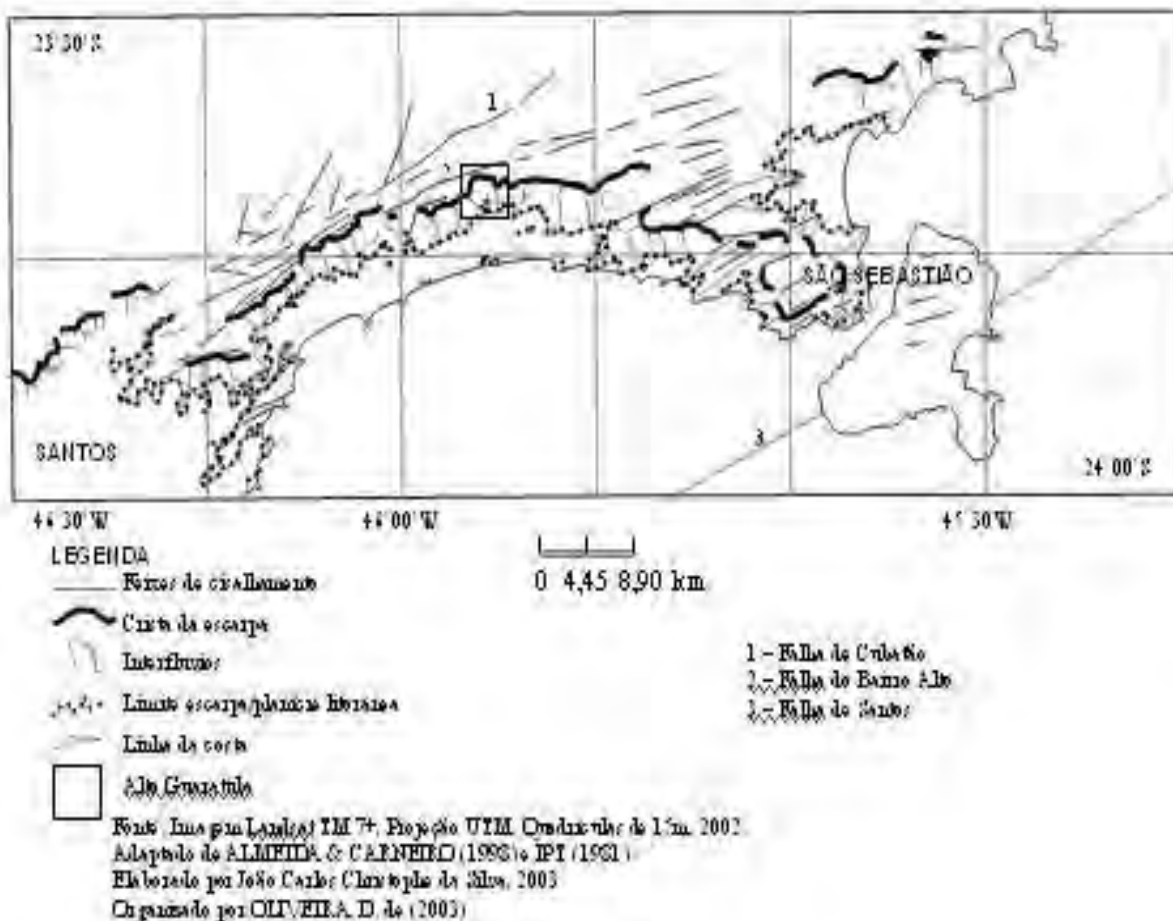 23°30'S
1
SÃO SEBASTIÃO
3
SANTOS
24°00'S
46°30'W
46°00'W
45°30'W
LEGENDA
0 4,45 8,90 km
Feixes de cisalhamento
Crista da escarpa
Interflúvios
Limite escarpa/planície litorânea
Linha da costa
Alto Guaratuba
1 – Falha de Cubatão
2 – Falha do Bairro Alto
3 – Falha de Santos
Fonte: Imagem Landsat TM 7+, Projeção UTM, Quadrículas de 15m, 2002.
Adaptado de ALMEIDA & CARNEIRO (1998) e IPT (1981)
Elaborado por João Carlos Christophe da Silva, 2003
Organizado por OLIVEIRA, D. de (2003)